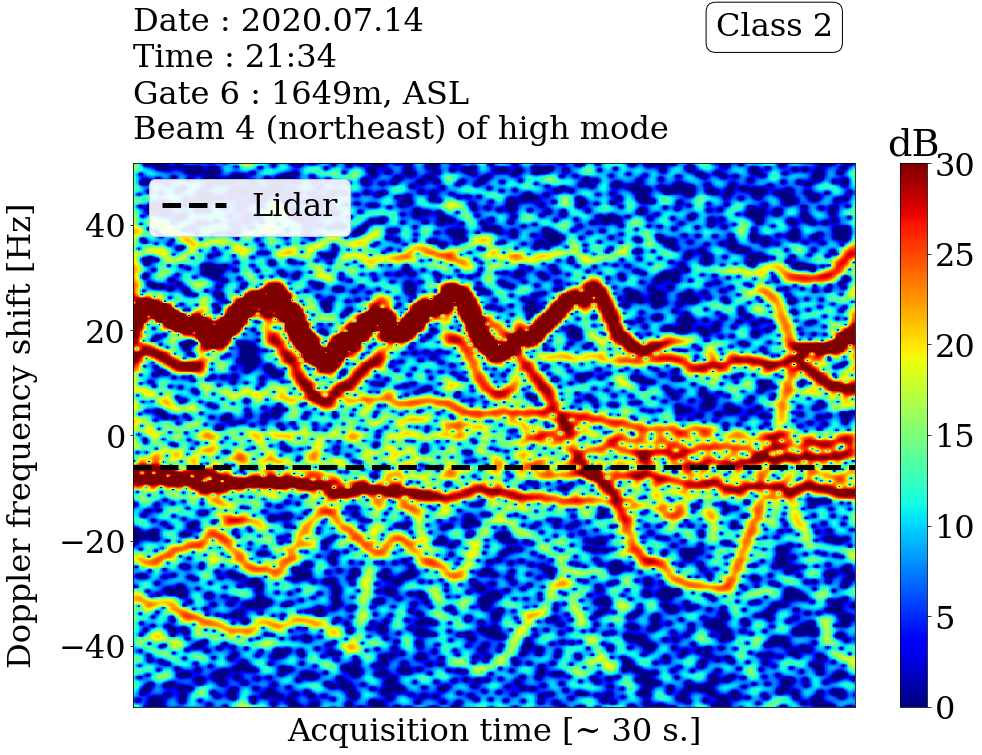 Date : 2020.07.14
Time : 21:34
Gate 6 : 1649m, ASL
Beam 4 (northeast) of high mode
Class 2
dB
Lidar
Doppler frequency shift [Hz]
40
20
0
−20
−40
30
25
20
15
10
5
0
Acquisition time [~ 30 s.]